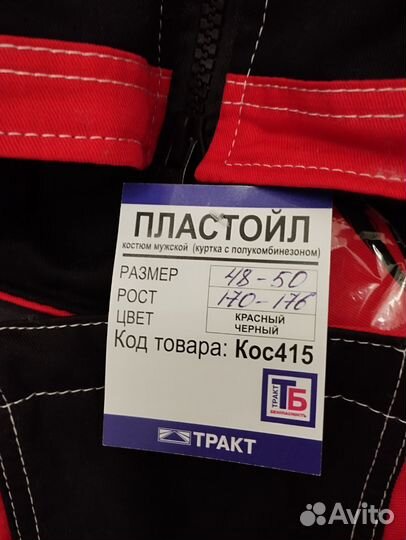 ПЛАСТОЙЛ
костюм мужской (куртка с полукомбинезоном)
РАЗМЕР 48-50
РОСТ 170-176
ЦВЕТ КРАСНЫЙ
ЧЕРНЫЙ
Код товара: Кос415
ТРАКТ
ТБ
БЕЗОПАСНОСТЬ
ТРАКТ
Avito